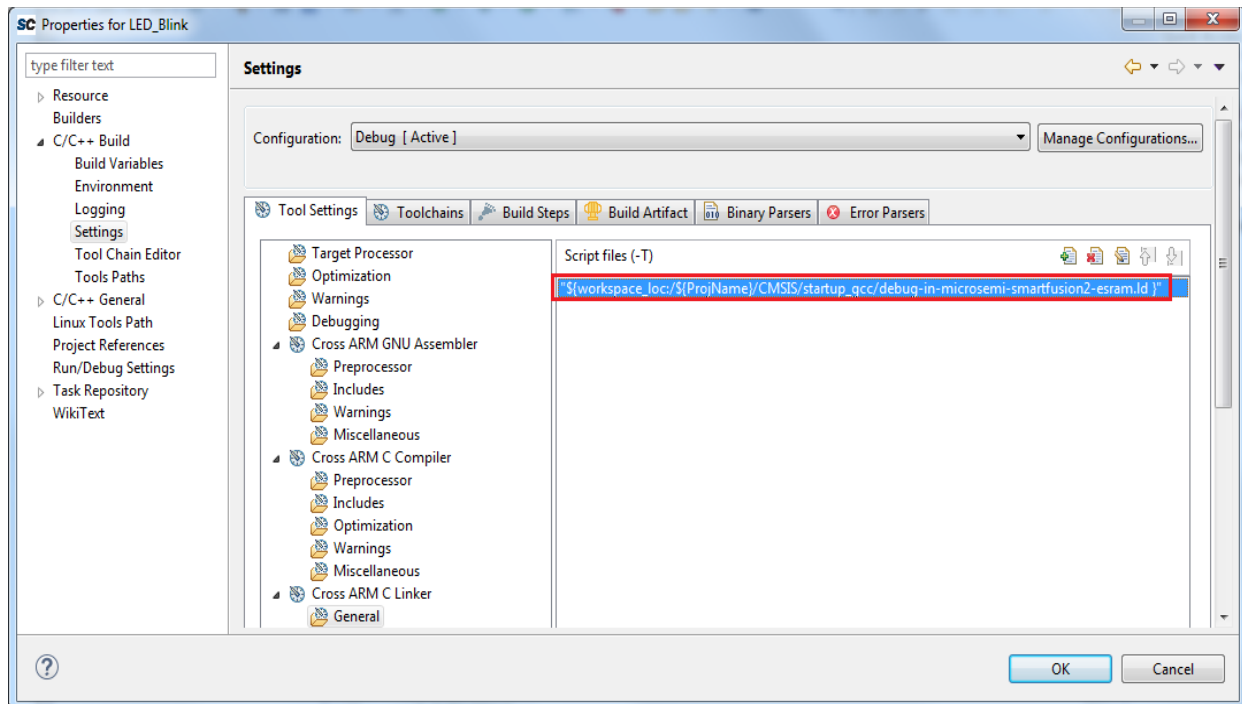 SC Properties for LED_Blink
type filter text
Resource
Builders
C/C++ Build
Build Variables
Environment
Logging
Settings
Tool Chain Editor
Tools Paths
C/C++ General
Linux Tools Path
Project References
Run/Debug Settings
Task Repository
WikiText
Settings
Configuration: Debug [ Active ] Manage Configurations...
Tool Settings Toolchains Build Steps Build Artifact 010 Binary Parsers Error Parsers
Target Processor
Optimization
Warnings
Debugging
Cross ARM GNU Assembler
Preprocessor
Includes
Warnings
Miscellaneous
Cross ARM C Compiler
Preprocessor
Includes
Optimization
Warnings
Miscellaneous
Cross ARM C Linker
General
Script files (-T)
"${workspace_loc:/${ProjName}/CMSIS/startup_gcc/debug-in-microsemi-smartfusion2-esram.ld }"
? OK Cancel